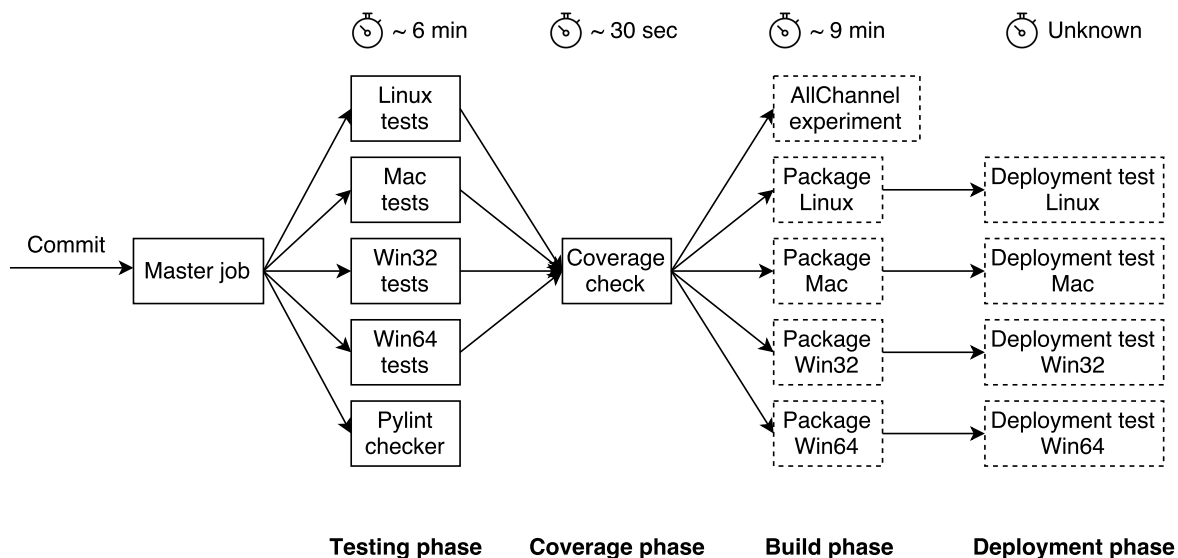 ~ 6 min
~ 30 sec
~ 9 min
Unknown
Commit
Master job
Linux
tests
Mac
tests
Win32
tests
Win64
tests
Pylint
checker
Coverage
check
AllChannel
experiment
Package
Linux
Package
Mac
Package
Win32
Package
Win64
Deployment test
Linux
Deployment test
Mac
Deployment test
Win32
Deployment test
Win64
Testing phase
Coverage phase
Build phase
Deployment phase